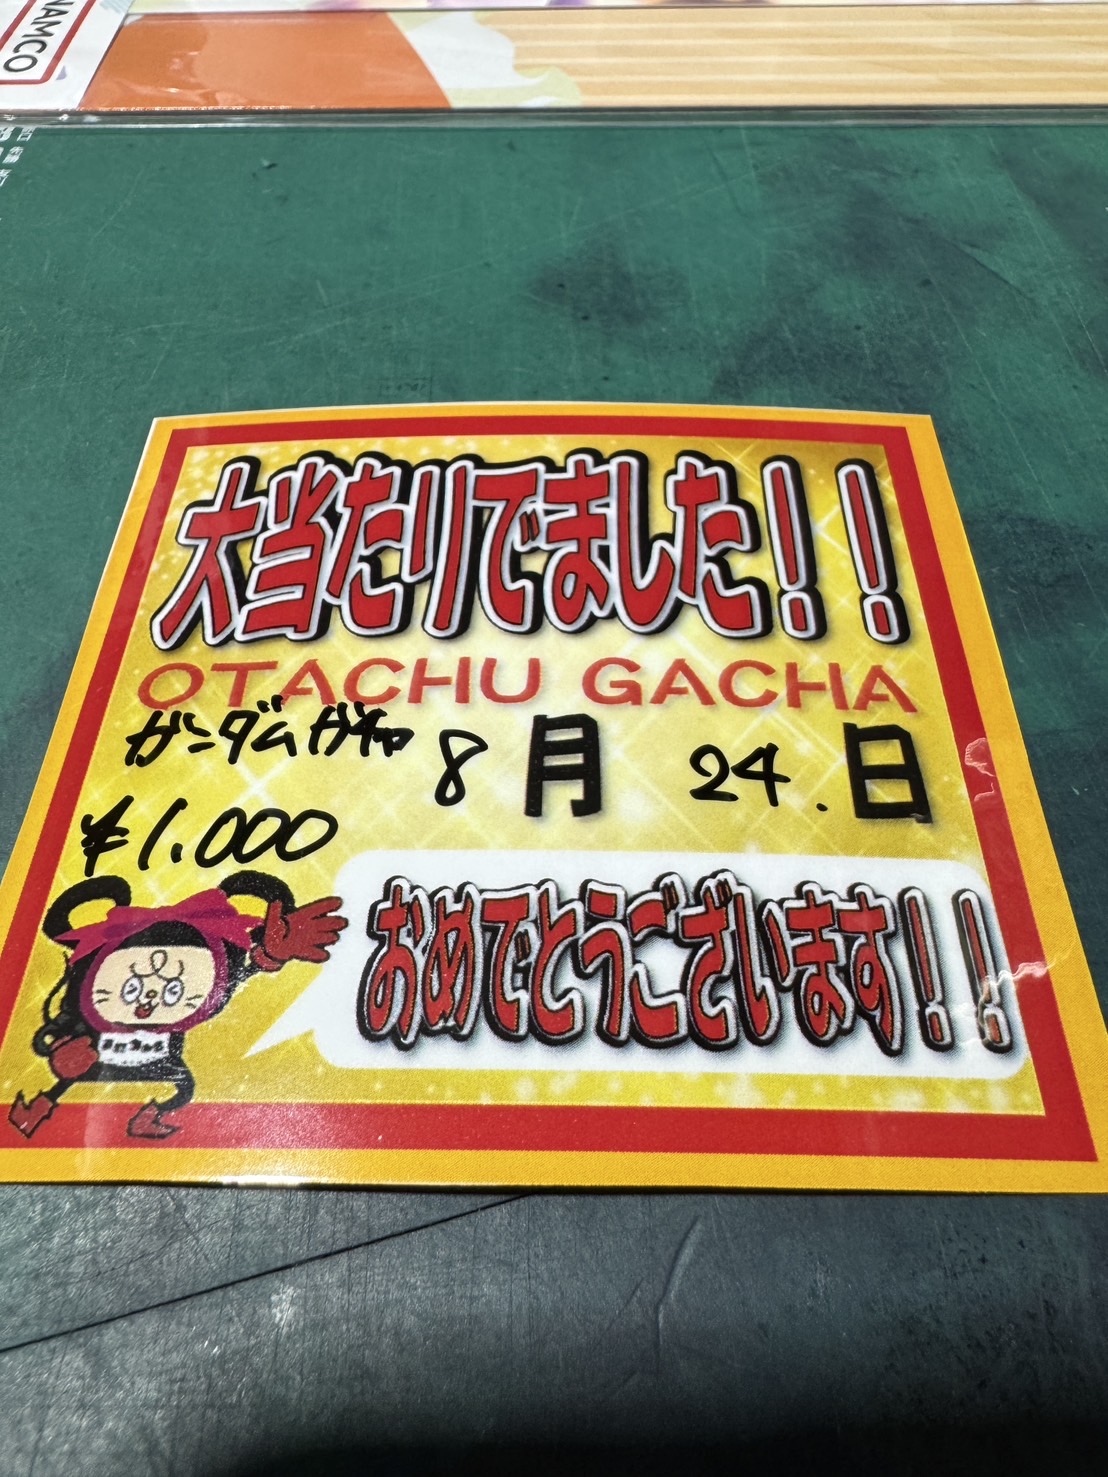 NAMCO
大当たりでました！！
OTACHU GACHA
ガンダムガチャ 8月 24.日
¥1.000
おめでとうございます！！